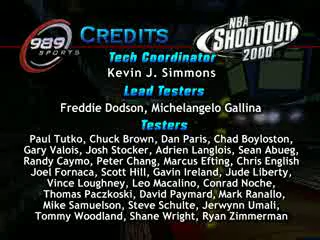 989 SPORTS
CREDITS
NBA SHOOTOUT 2000
Tech Coordinator
Kevin J. Simmons
Lead Testers
Freddie Dodson, Michelangelo Gallina
Testers
Paul Tutko, Chuck Brown, Dan Paris, Chad Boyloston,
Gary Valois, Josh Stocker, Adrien Langlois, Sean Abueg,
Randy Caymo, Peter Chang, Marcus Efting, Chris English
Joel Fornaca, Scott Hill, Gavin Ireland, Jude Liberty,
Vince Loughney, Leo Macalino, Conrad Noche,
Thomas Paczkoski, David Paymard, Mark Ranallo,
Mike Samuelson, Steve Schulte, Jerwynn Umali,
Tommy Woodland, Shane Wright, Ryan Zimmerman